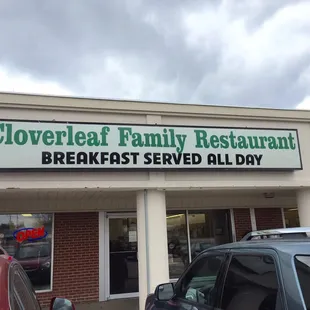 Cloverleaf Family Restaurant
BREAKFAST SERVED ALL DAY